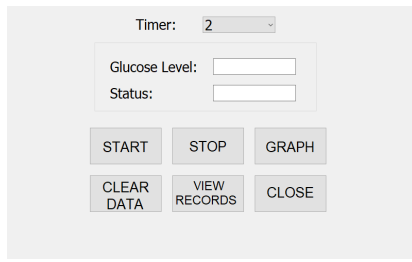 Timer: 2
Glucose Level:
Status:
START STOP GRAPH
CLEAR DATA VIEW RECORDS CLOSE